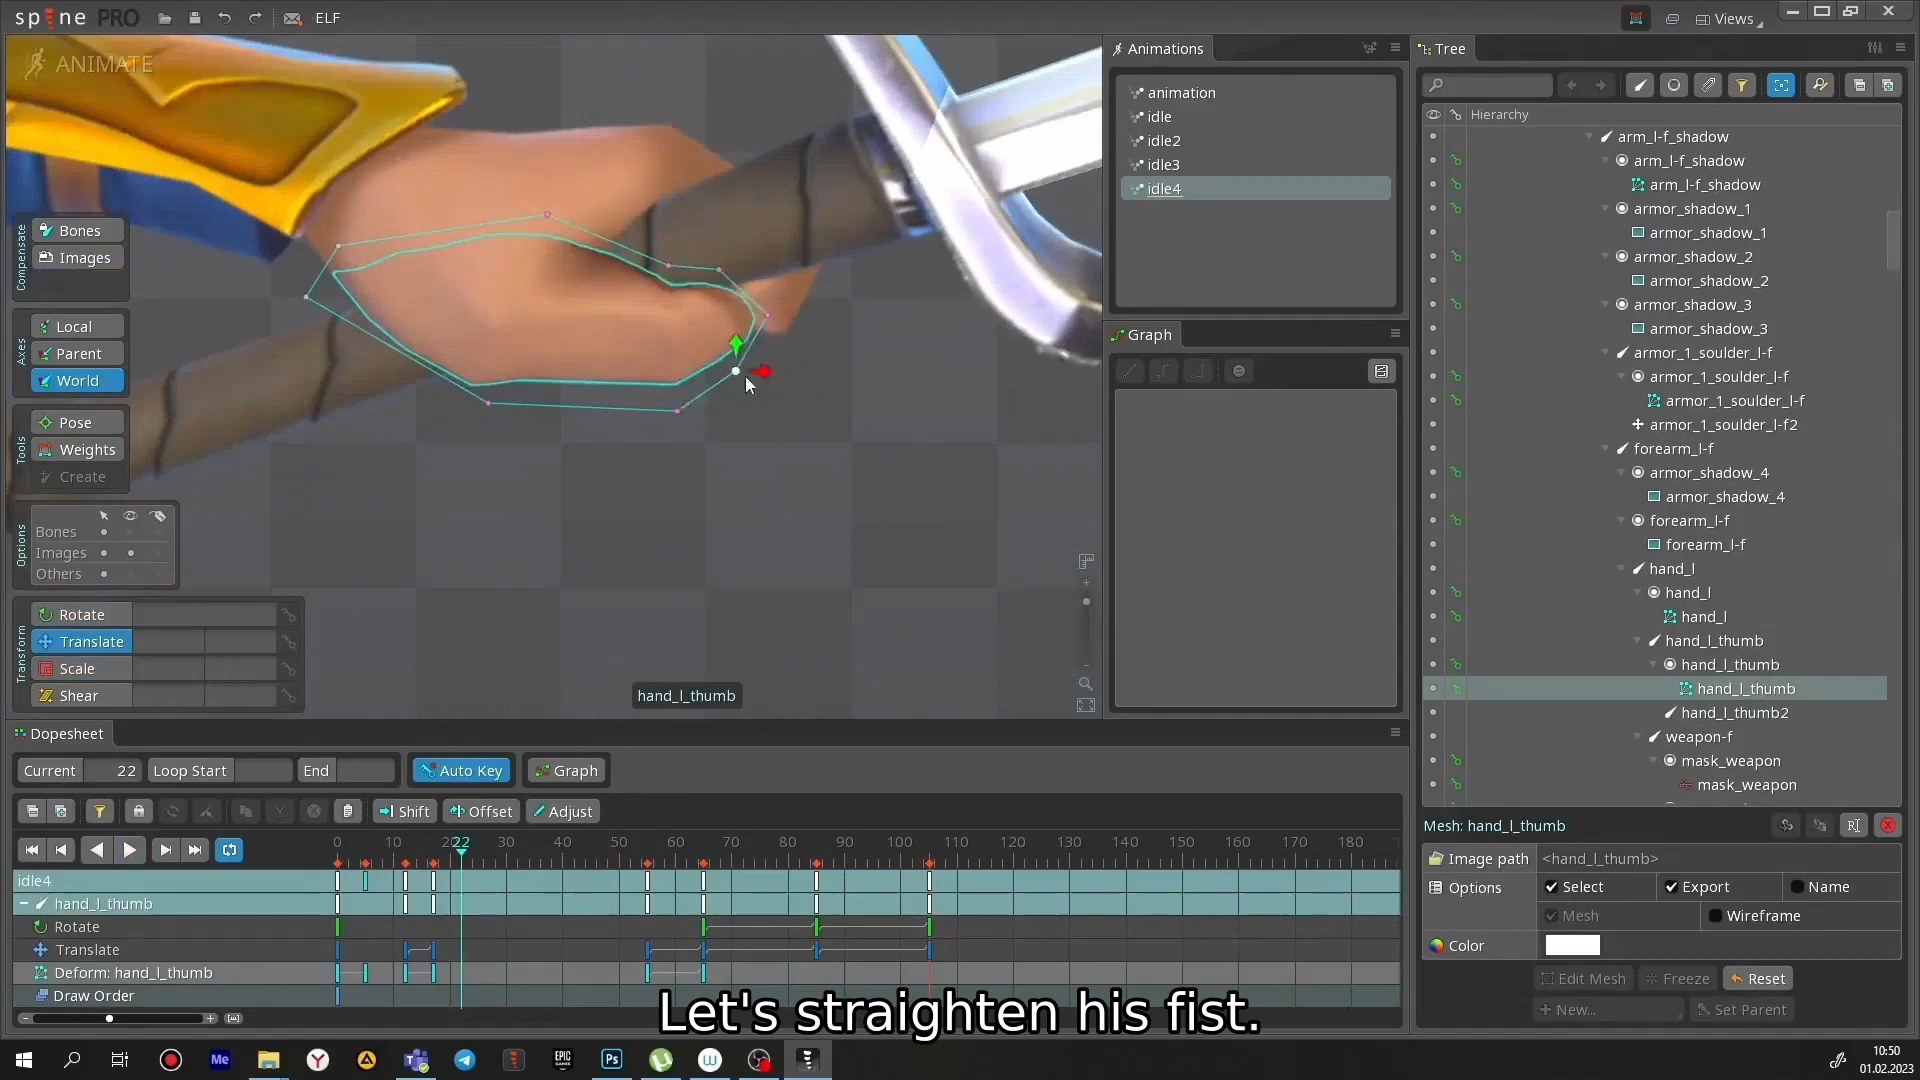 spine PRO
ELF
Views
ANIMATE
Compensate
Bones
Images
Axes
Local
Parent
World
Tools
Pose
Weights
Create
Options
Bones
Images
Others
Transform
Rotate
Translate
Scale
Shear
hand_l_thumb
Animations
animation
idle
idle2
idle3
idle4
Graph
Tree
Hierarchy
arm_l-f_shadow
arm_l-f_shadow
arm_l-f_shadow
armor_shadow_1
armor_shadow_1
armor_shadow_2
armor_shadow_2
armor_shadow_3
armor_shadow_3
armor_1_soulder_l-f
armor_1_soulder_l-f
armor_1_soulder_l-f
armor_1_soulder_l-f2
forearm_l-f
armor_shadow_4
armor_shadow_4
forearm_l-f
forearm_l-f
hand_l
hand_l
hand_l
hand_l_thumb
hand_l_thumb
hand_l_thumb
hand_l_thumb2
weapon-f
mask_weapon
mask_weapon
Mesh: hand_l_thumb
Image path <hand_l_thumb>
Options Select Export Name
Mesh Wireframe
Color
Edit Mesh Freeze Reset
New... Set Parent
Dopesheet
Current 22 Loop Start End Auto Key Graph
Shift Offset Adjust
0 10 20 22 30 40 50 60 70 80 90 100 110 120 130 140 150 160 170 180
idle4
hand_l_thumb
Rotate
Translate
Deform: hand_l_thumb
Draw Order
Let's straighten his fist.
Me
Y
EPIC GAMES
Ps
W
10:50
01.02.2023